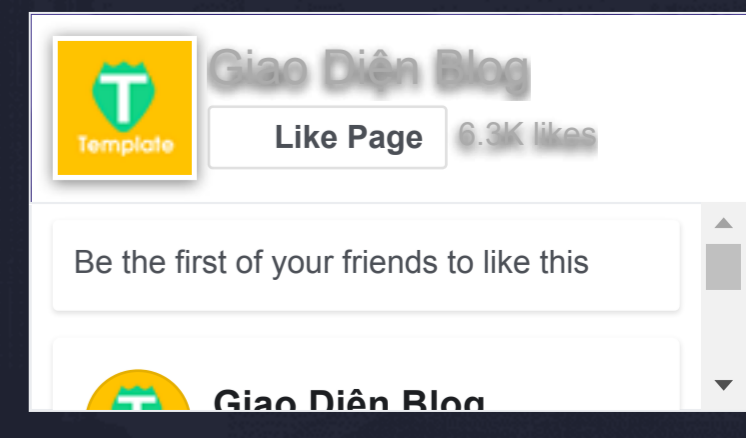 Giao Diện Blog
T
Template
Like Page
6.3K likes
Be the first of your friends to like this
T
Giao Diện Blog